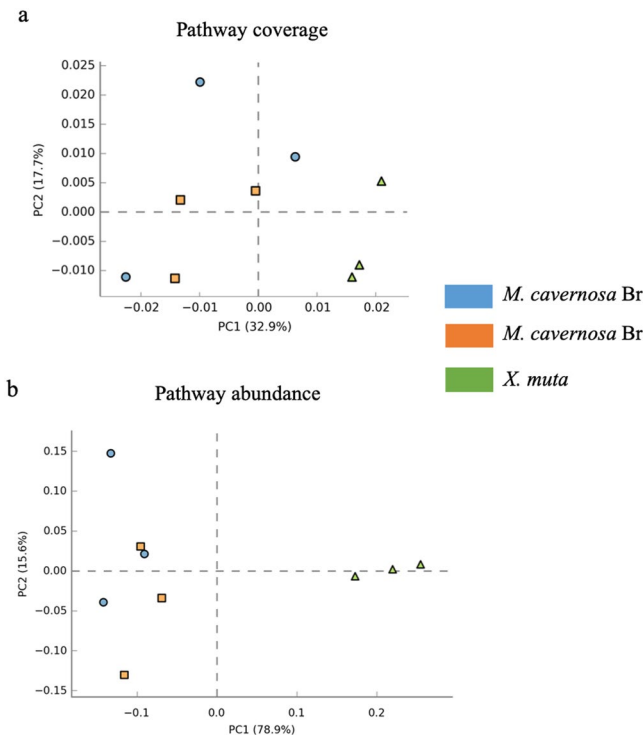 a
Pathway coverage
0.025
0.020
0.015
0.010
0.005
0.000
−0.005
−0.010
PC2 (17.7%)
−0.02
−0.01
0.00
0.01
0.02
PC1 (32.9%)
M. cavernosa Br
M. cavernosa Br
X. muta
b
Pathway abundance
0.15
0.10
0.05
0.00
−0.05
−0.10
−0.15
PC2 (15.6%)
−0.1
0.0
0.1
0.2
PC1 (78.9%)